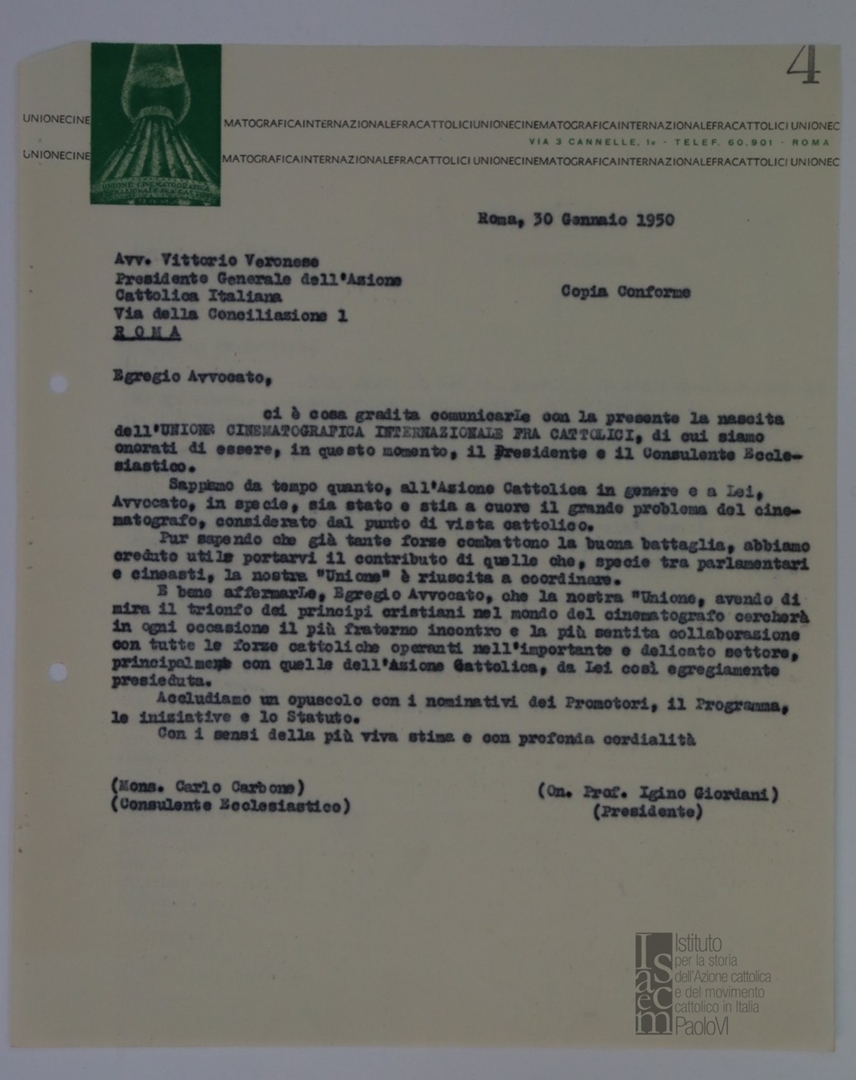 4
UNIONECINE MATOGRAFICAINTERNAZIONALEFRACATTOLICIUNIONECINEMATOGRAFICAINTERNAZIONALEFRACATTOLICI UNIONEC
VIA 3 CANNELLE, 1c · TELEF. 60.901 · ROMA
UNIONECINE MATOGRAFICAINTERNAZIONALEFRACATTOLICI UNIONECINEMATOGRAFICAINTERNAZIONALEFRACATTOLICI UNIONEC
UNIONE CINEMATOGRAFICA
INTERNAZIONALE FRA CATTOLICI
Roma, 30 Gennaio 1950
Avv. Vittorio Veronese
Presidente Generale dell'Azione
Cattolica Italiana
Copia Conforme
Via della Conciliazione 1
R O M A
Egregio Avvocato,
ci è cosa gradita comunicarLe con la presente la nascita
dell'UNIONE CINEMATOGRAFICA INTERNAZIONALE FRA CATTOLICI, di cui siamo
onorati di essere, in questo momento, il Presidente e il Consulente Eccle-
siastico.
Sappiamo da tempo quanto, all'Azione Cattolica in genere e a Lei,
Avvocato, in specie, sia stato e stia a cuore il grande problema del cine-
matografo, considerato dal punto di vista cattolico.
Pur sapendo che già tante forze combattono la buona battaglia, abbiamo
creduto utile portarvi il contributo di quelle che, specie tra parlamentari
e cineasti, la nostra "Unione" è riuscita a coordinare.
E bene affermarLe, Egregio Avvocato, che la nostra "Unione, avendo di
mira il trionfo dei principi cristiani nel mondo del cinematografo cercherà
in ogni occasione il più fraterno incontro e la più sentita collaborazione
con tutte le forze cattoliche operanti nell'importante e delicato settore,
principalmente con quelle dell'Azione Cattolica, da Lei così egregiamente
presieduta.
Accludiamo un opuscolo con i nominativi dei Promotori, il Programma,
le iniziative e lo Statuto.
Con i sensi della più viva stima e con profonda cordialità
(Mons. Carlo Carbone) (On. Prof. Igino Giordani)
(Consulente Ecclesiastico) (Presidente)
Isacem
Istituto
per la storia
dell'Azione cattolica
e del movimento
cattolico in Italia
PaoloVI